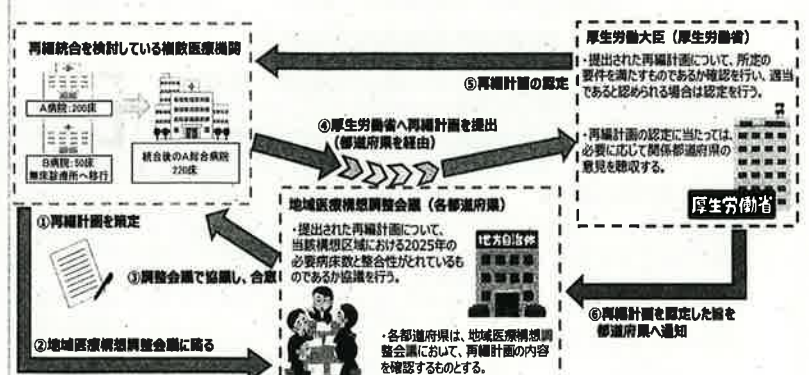 再編統合を検討している複数医療機関
A病院:200床
B病院:50床
無床診療所へ移行
統合後のA総合病院
220床
⑤再編計画の認定
厚生労働大臣（厚生労働省）
・提出された再編計画について、所定の
要件を満たすものであるか確認を行い、適当
であると認められる場合は認定を行う。
・再編計画の認定に当たっては、
必要に応じて関係都道府県の
意見を聴収する。
厚生労働省
④厚生労働省へ再編計画を提出
（都道府県を経由）
①再編計画を策定
③調整会議で協議し、合意
②地域医療構想調整会議に諮る
地域医療構想調整会議（各都道府県）
・提出された再編計画について、
当該構想区域における2025年の
必要病床数と整合性がとれているも
のであるか協議を行う。
地方自治体
・各都道府県は、地域医療構想調
整会議において、再編計画の内容
を確認するものとする。
⑥再編計画を認定した旨を
都道府県へ通知